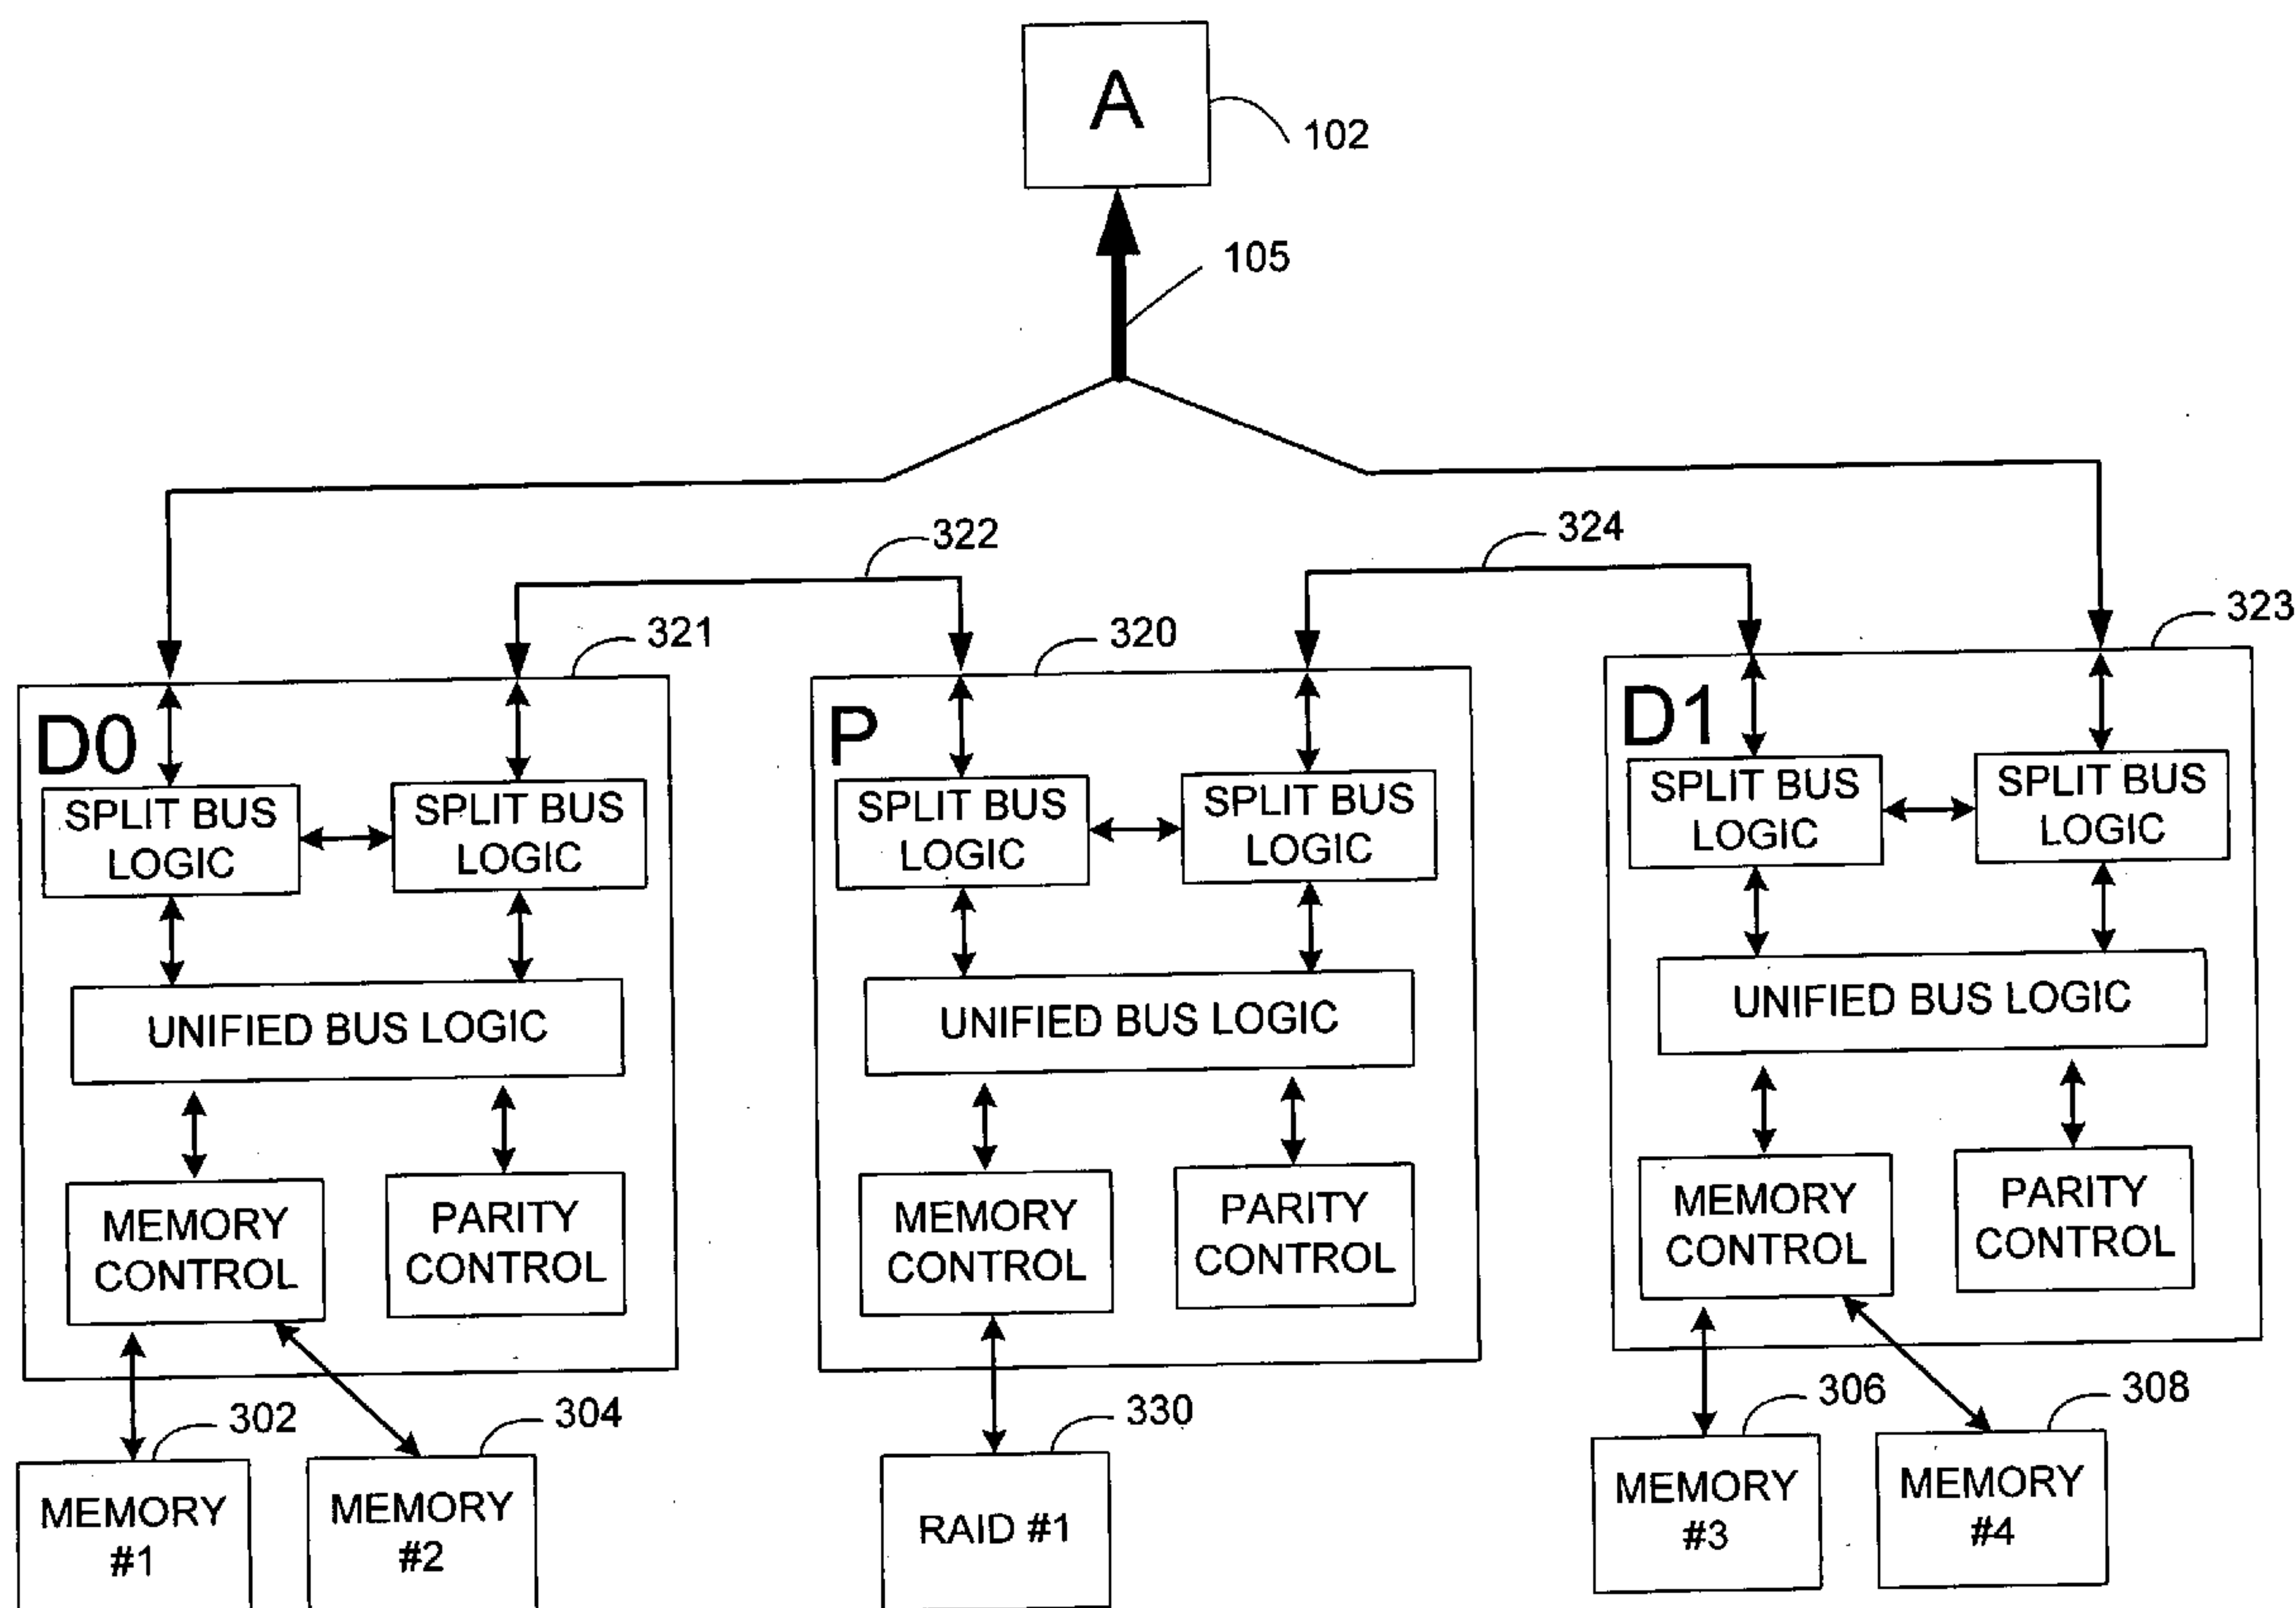 A
102
105
322
324
321
320
323
D0
P
D1
SPLIT BUS
LOGIC
SPLIT BUS
LOGIC
SPLIT BUS
LOGIC
SPLIT BUS
LOGIC
SPLIT BUS
LOGIC
SPLIT BUS
LOGIC
UNIFIED BUS LOGIC
UNIFIED BUS LOGIC
UNIFIED BUS LOGIC
MEMORY
CONTROL
PARITY
CONTROL
MEMORY
CONTROL
PARITY
CONTROL
MEMORY
CONTROL
PARITY
CONTROL
302
304
330
306
308
MEMORY
#1
MEMORY
#2
RAID #1
MEMORY
#3
MEMORY
#4